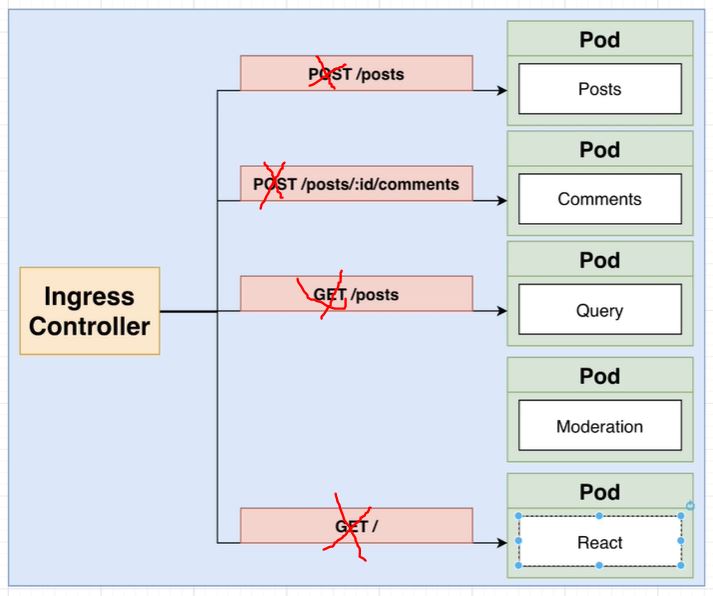 Pod
POST /posts
Posts
Pod
POST /posts/:id/comments
Comments
Pod
Ingress
Controller
GET /posts
Query
Pod
Moderation
Pod
GET /
React